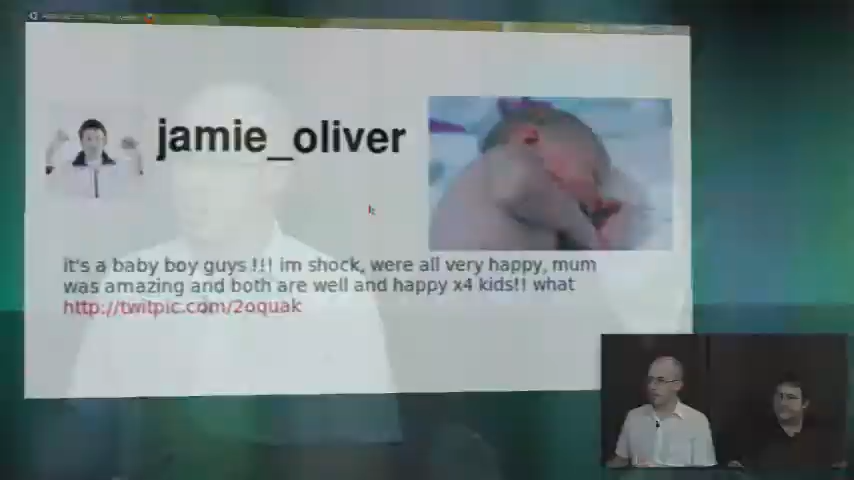 jamie_oliver
it's a baby boy guys !!! im shock, were all very happy, mum
was amazing and both are well and happy x4 kids!! what
http://twitpic.com/2oquak